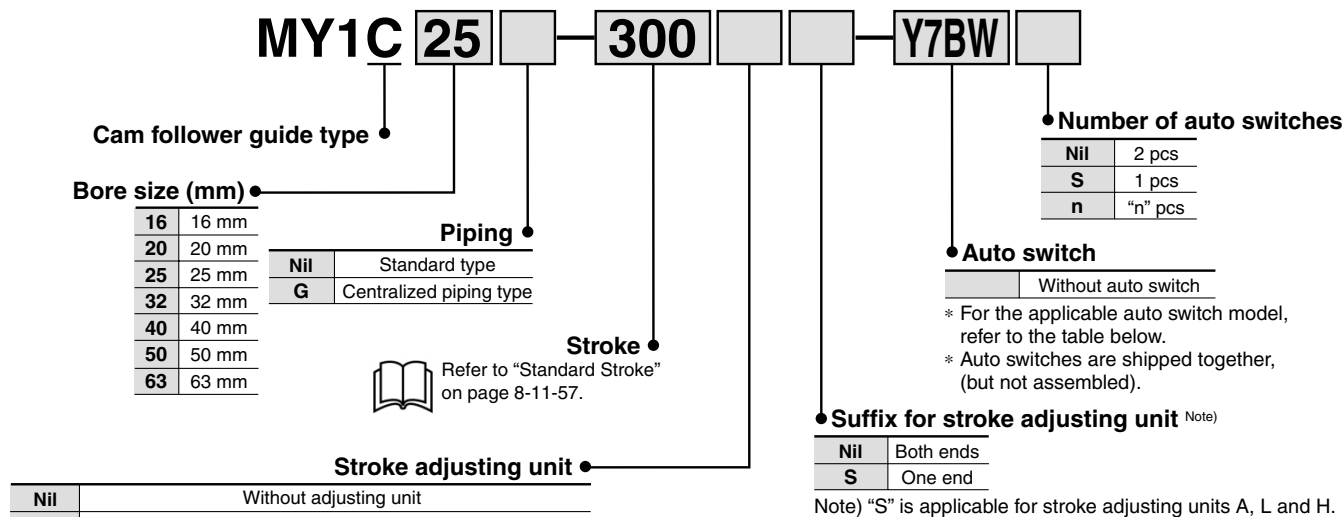 MY1C 25 — 300 — Y7BW
Cam follower guide type
Bore size (mm)
16 16 mm
20 20 mm
25 25 mm
32 32 mm
40 40 mm
50 50 mm
63 63 mm
Piping
Nil Standard type
G Centralized piping type
Stroke
Refer to “Standard Stroke”
on page 8-11-57.
Stroke adjusting unit
Nil Without adjusting unit
Number of auto switches
Nil 2 pcs
S 1 pcs
n “n” pcs
Auto switch
Without auto switch
∗ For the applicable auto switch model,
refer to the table below.
∗ Auto switches are shipped together,
(but not assembled).
Suffix for stroke adjusting unit Note)
Nil Both ends
S One end
Note) “S” is applicable for stroke adjusting units A, L and H.